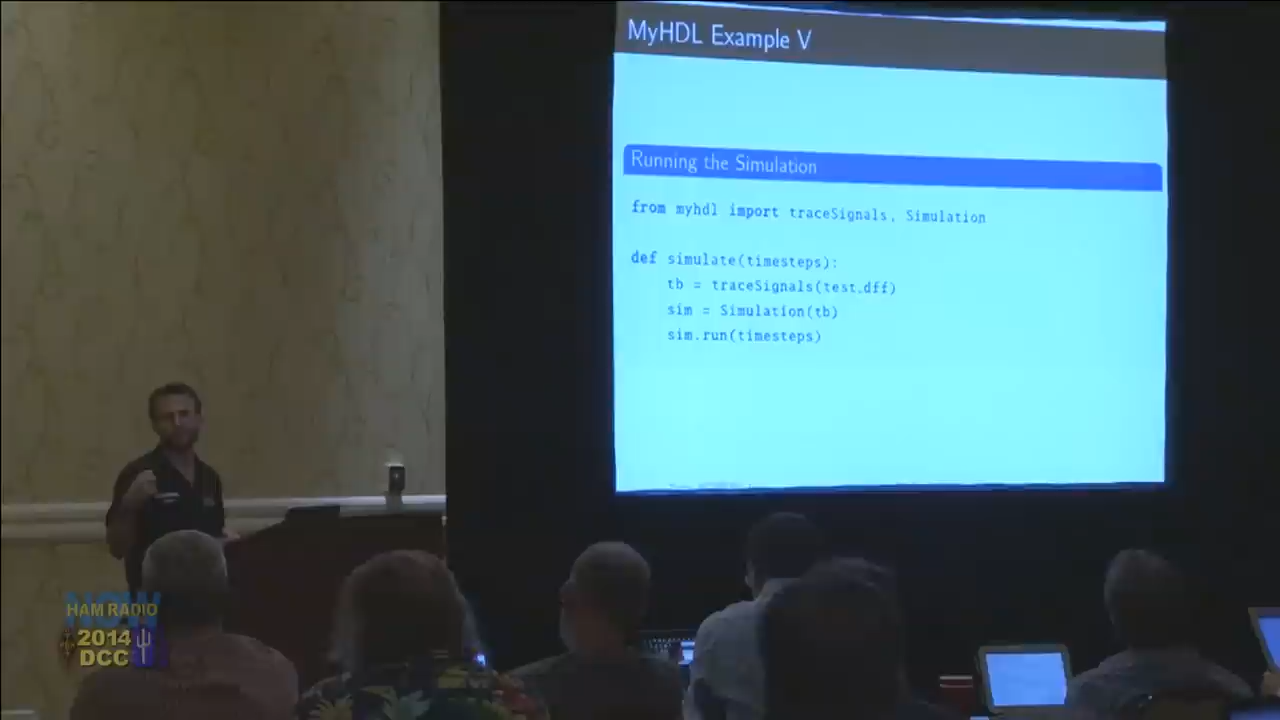 MyHDL Example V
Running the Simulation
from myhdl import traceSignals, Simulation
def simulate(timesteps):
tb = traceSignals(test_dff)
sim = Simulation(tb)
sim.run(timesteps)
HAM RADIO
NOW
2014
DCC